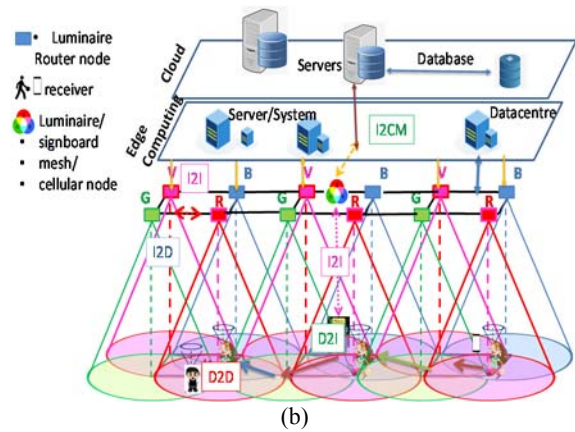 • Luminaire
Router node
receiver
Luminaire/
• signboard
• mesh/
• cellular node
Cloud
Servers
Database
Edge
Computing
Server/System
I2CM
Datacentre
V
I2I
B
V
B
V
B
G
R
G
R
G
R
I2D
I2I
D2I
D2D
(b)